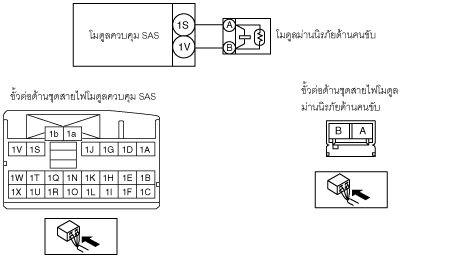 โมดูลควบคุม SAS
1S
1V
A
B
โมดูลม่านนิรภัยด้านคนขับ
ขั้วต่อด้านชุดสายไฟโมดูลควบคุม SAS
1b 1a
1V 1S 1J 1G 1D 1A
1W 1T 1Q 1N 1K 1H 1E 1B
1X 1U 1R 1O 1L 1I 1F 1C
ขั้วต่อด้านชุดสายไฟโมดูล
ม่านนิรภัยด้านคนขับ
B A